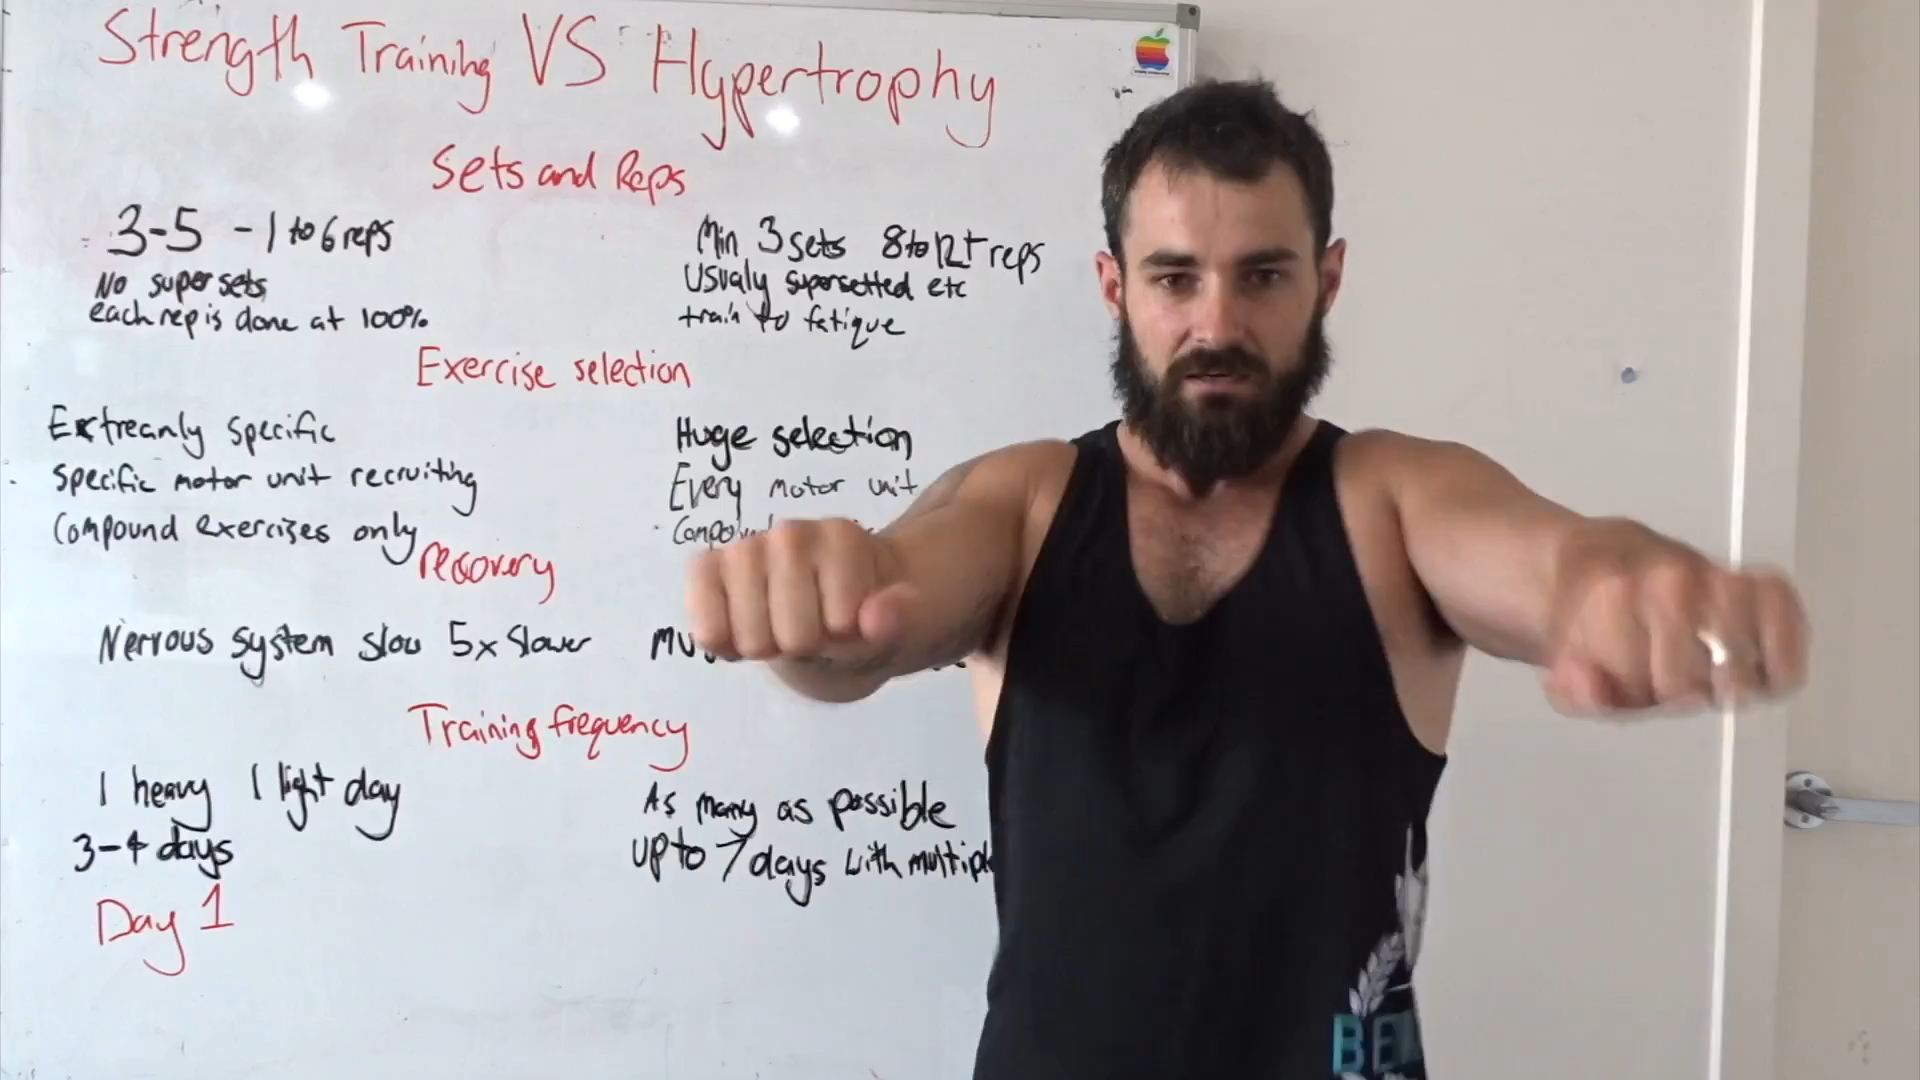 Strength Training VS Hypertrophy
Sets and Reps
3-5 - 1 to 6 reps
No super sets
each rep is done at 100%
Min 3 sets 8 to 12+ reps
Usualy supersetted etc
train to fatique
Exercise selection
Extreamly specific
Specific motor unit recruiting
Compound exercises only
Huge selection
Every motor unit
recovery
Nervous system slow 5x slower
Training frequency
1 heavy 1 light day
3-4 days
As many as possible
up to 7 days with multiple
Day 1